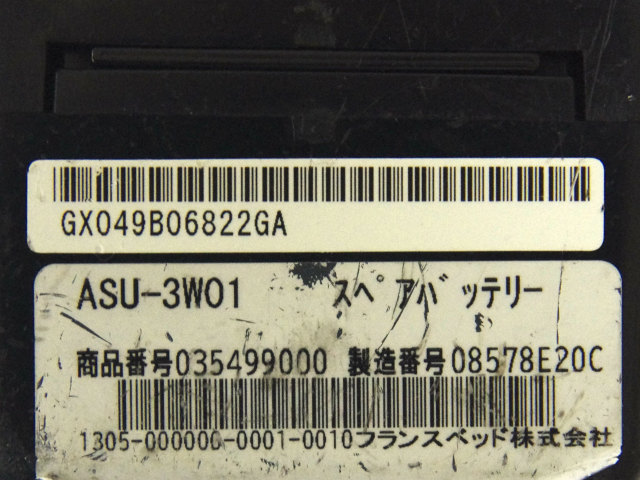 GX049B06822GA
ASU-3W01 スペアバッテリー
商品番号035499000 製造番号08578E20C
1305-000000-0001-0010フランスベッド株式会社